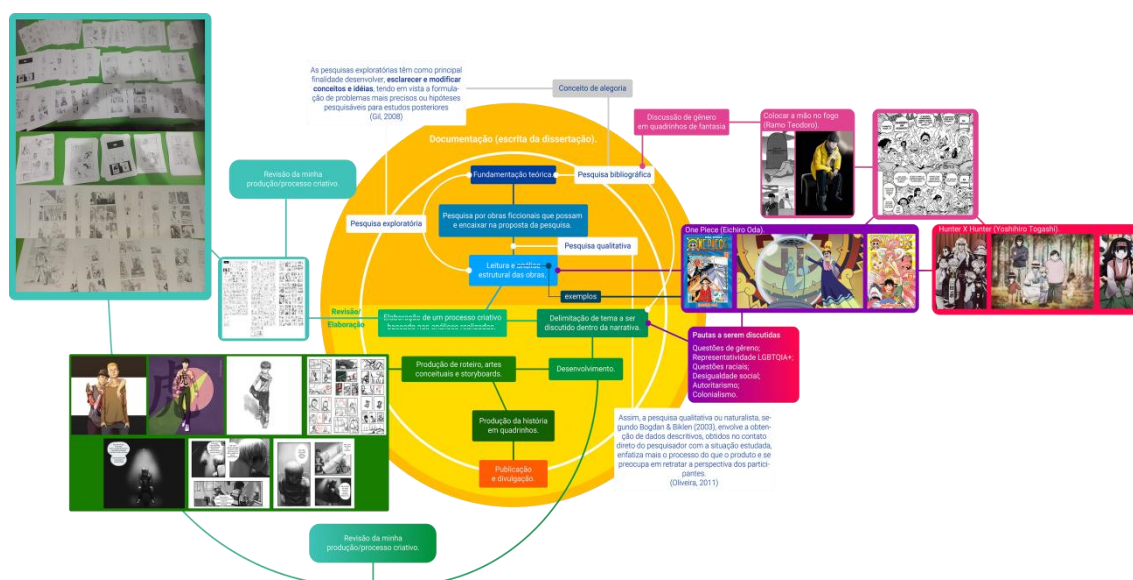 As pesquisas exploratórias têm como principal
finalidade desenvolver, esclarecer e modificar
conceitos e idéias, tendo em vista a formula-
ção de problemas mais precisos ou hipóteses
pesquisáveis para estudos posteriores
(Gil, 2008)
Conceito de alegoria
Discussão de gênero
em quadrinhos de fantasia
Colocar a mão no fogo
(Ramo Teodoro).
Documentação (escrita da dissertação).
Revisão da minha
produção/processo criativo.
Fundamentação teórica.
Pesquisa bibliográfica
Pesquisa exploratória
Pesquisa por obras ficcionais que possam
e encaixar na proposta da pesquisa.
Pesquisa qualitativa
One Piece (Eichiro Oda).
Hunter X Hunter (Yoshihiro Togashi).
Leitura e análise
estrutural das obras.
exemplos
Revisão/
Elaboração
Elaboração de um processo criativo
baseado nas análises realizadas.
Delimitação de tema a ser
discutido dentro da narrativa.
Pautas a serem discutidas
Questões de gênero;
Representatividade LGBTQIA+;
Questões raciais;
Desigualdade social;
Autoritarismo;
Colonialismo.
Produção de roteiro, artes
conceituais e storyboards.
Desenvolvimento.
Produção da história
em quadrinhos.
Publicação
e divulgação.
Assim, a pesquisa qualitativa ou naturalista, se-
gundo Bogdan & Biklen (2003), envolve a obten-
ção de dados descritivos, obtidos no contato
direto do pesquisador com a situação estudada,
enfatiza mais o processo do que o produto e se
preocupa em retratar a perspectiva dos partici-
pantes.
(Oliveira, 2011)
Revisão da minha
produção/processo criativo.